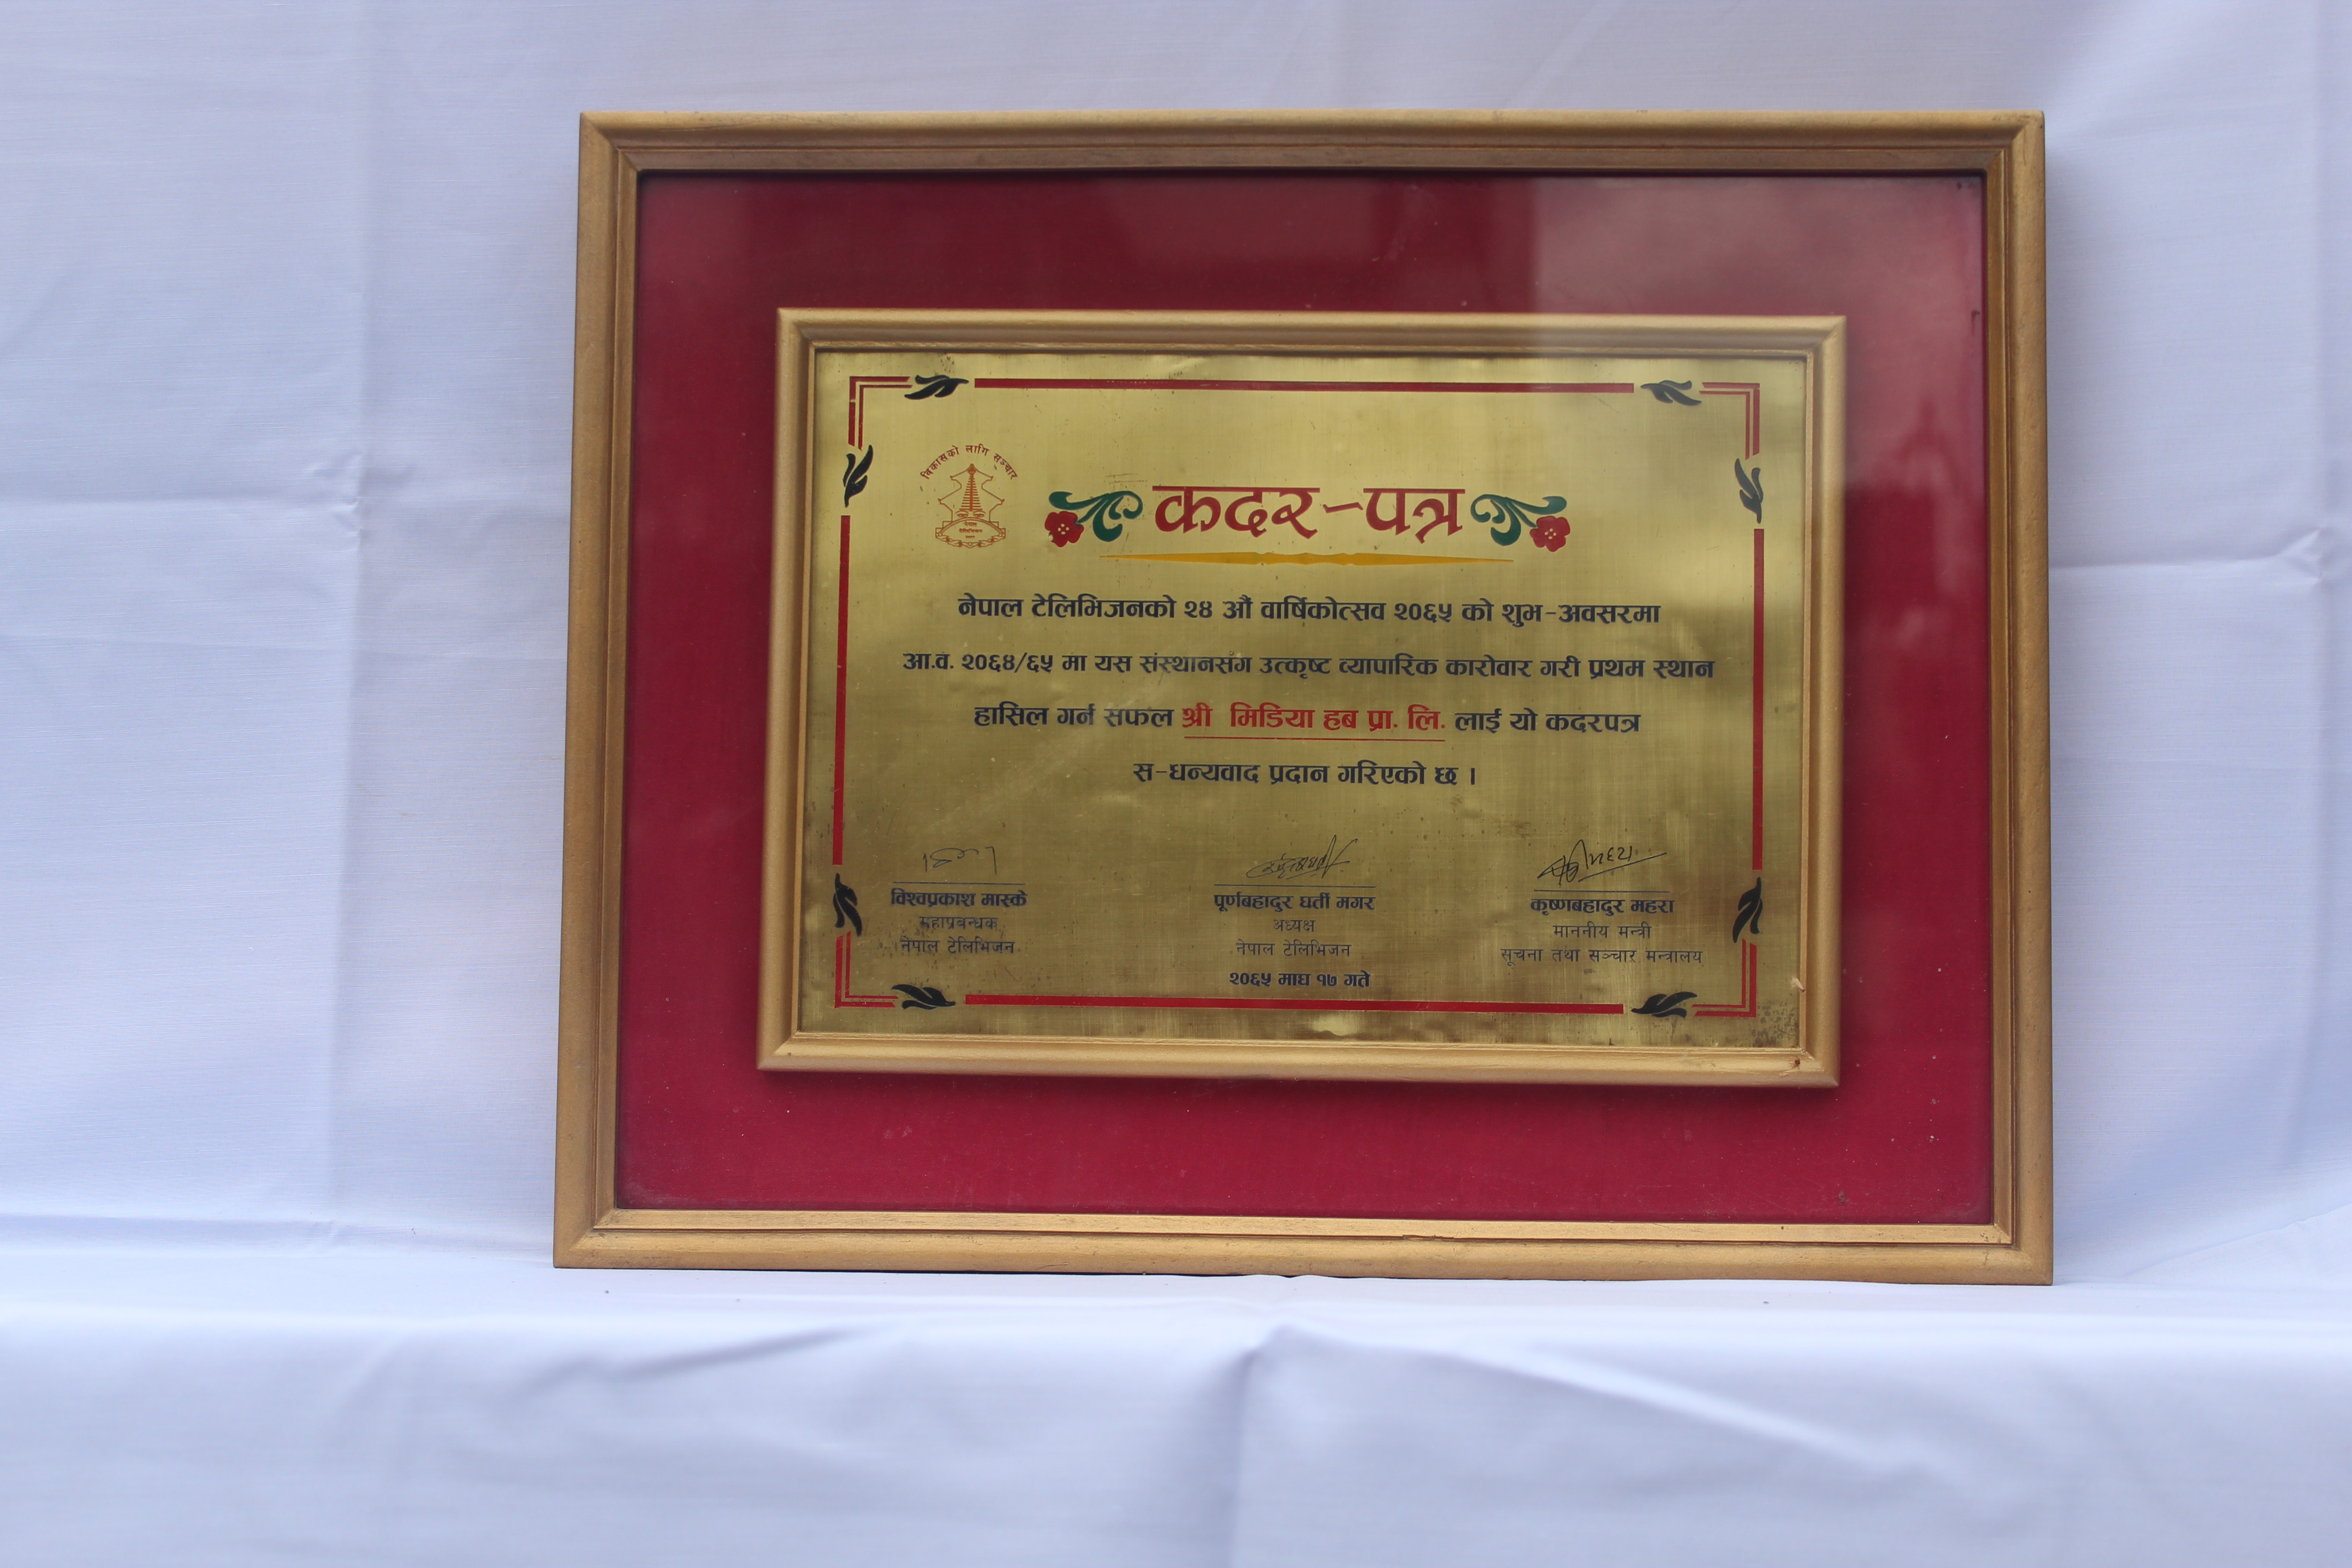 विकासको लागि सञ्चार
नेपाल
टेलिभिजन
कदर-पत्र
नेपाल टेलिभिजनको २४ औं वार्षिकोत्सव २०६५ को शुभ-अवसरमा
आ.व. २०६४/६५ मा यस संस्थानसंग उत्कृष्ट व्यापारिक कारोवार गरी प्रथम स्थान
हासिल गर्न सफल श्री मिडिया हब प्रा. लि. लाई यो कदरपत्र
स-धन्यवाद प्रदान गरिएको छ ।
विश्वप्रकाश मास्के
महाप्रबन्धक
नेपाल टेलिभिजन
पूर्णबहादुर घर्ती मगर
अध्यक्ष
नेपाल टेलिभिजन
२०६५ माघ १७ गते
कृष्णबहादुर महरा
माननीय मन्त्री
सूचना तथा सञ्चार मन्त्रालय